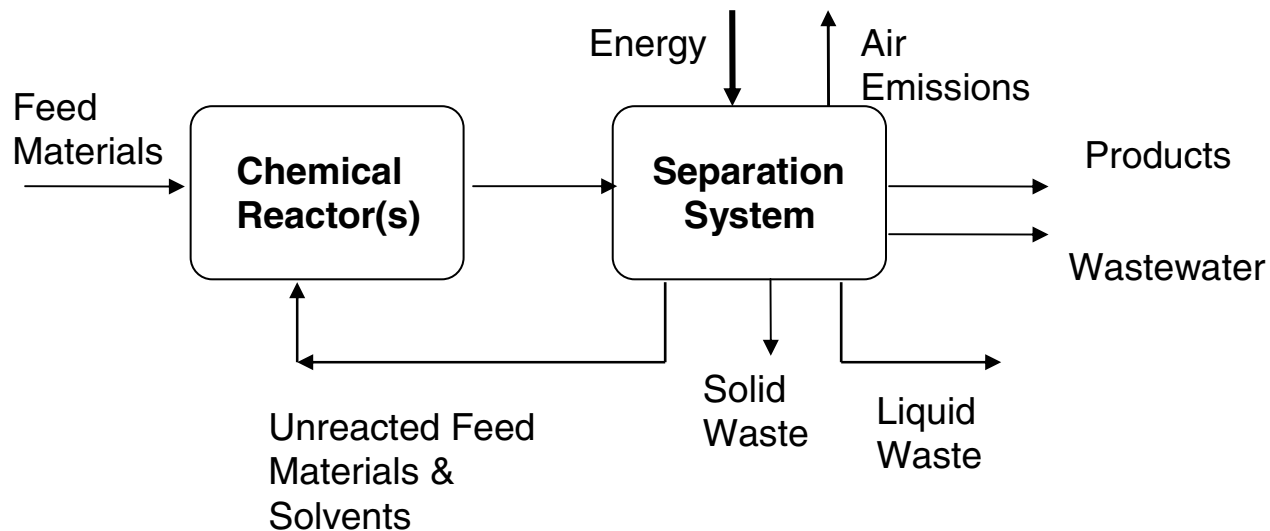 Energy
Air
Emissions
Feed
Materials
Chemical
Reactor(s)
Separation
System
Products
Wastewater
Unreacted Feed
Materials &
Solvents
Solid
Waste
Liquid
Waste